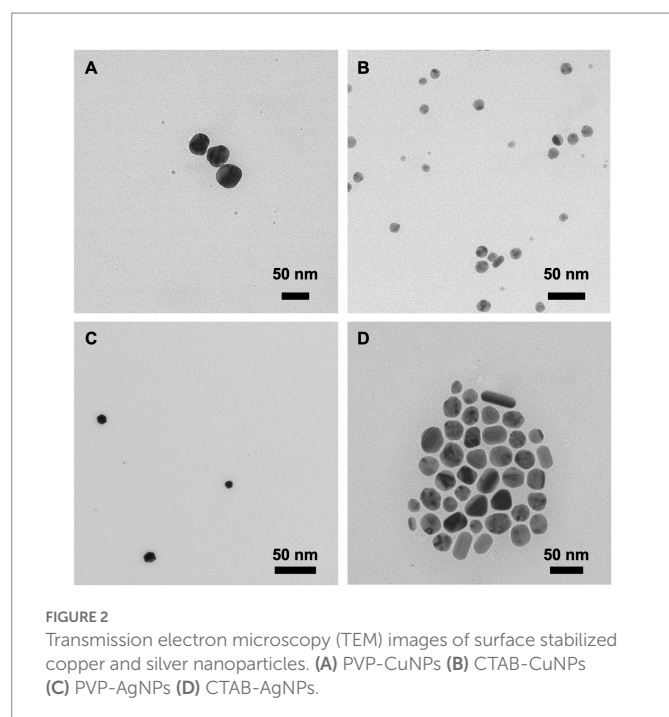 A
50 nm
B
50 nm
C
50 nm
D
50 nm
FIGURE 2
Transmission electron microscopy (TEM) images of surface stabilized
copper and silver nanoparticles. (A) PVP-CuNPs (B) CTAB-CuNPs
(C) PVP-AgNPs (D) CTAB-AgNPs.